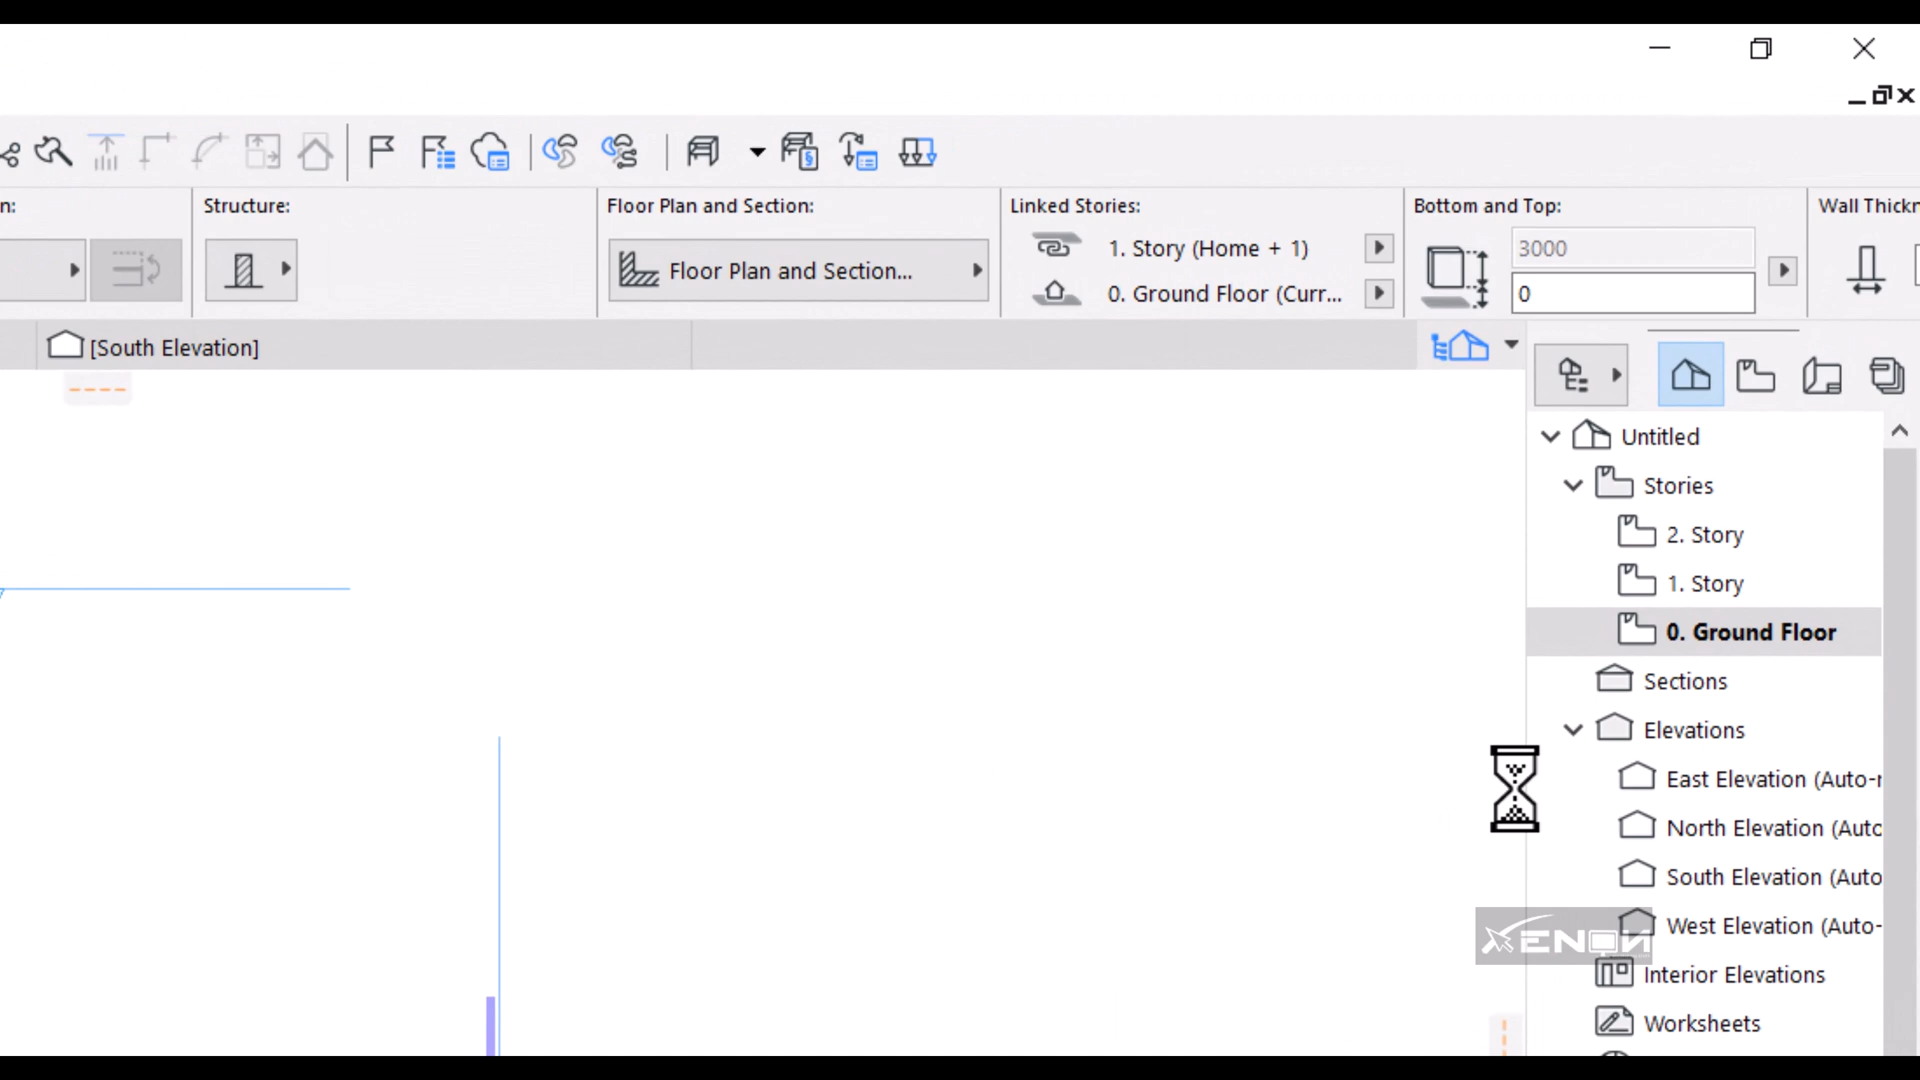 n:
Structure:
Floor Plan and Section:
Linked Stories:
Bottom and Top:
Wall Thickn
Floor Plan and Section...
1. Story (Home + 1)
0. Ground Floor (Curr...
3000
0
[South Elevation]
Untitled
Stories
2. Story
1. Story
0. Ground Floor
Sections
Elevations
East Elevation (Auto-r
North Elevation (Auto
South Elevation (Auto
West Elevation (Auto-
XENON
Interior Elevations
Worksheets